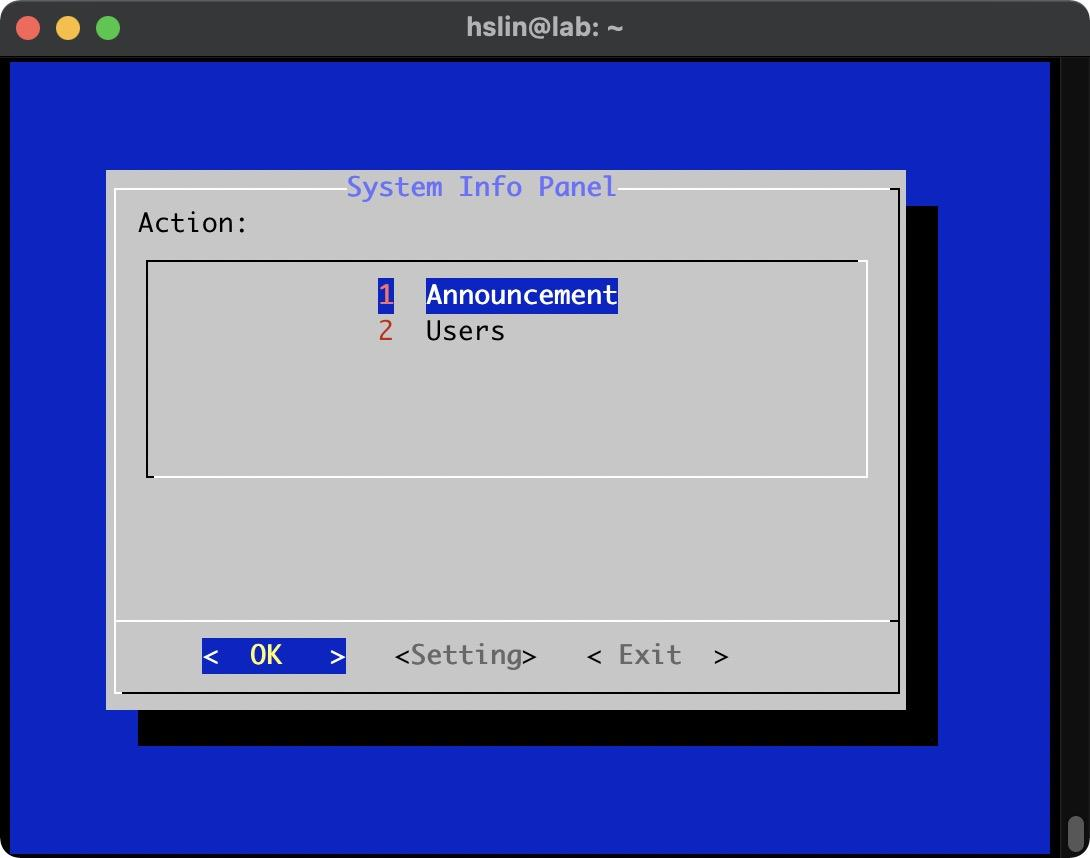 hslin@lab: ~
System Info Panel
Action:
1 Announcement
2 Users
< OK > <Setting> < Exit >